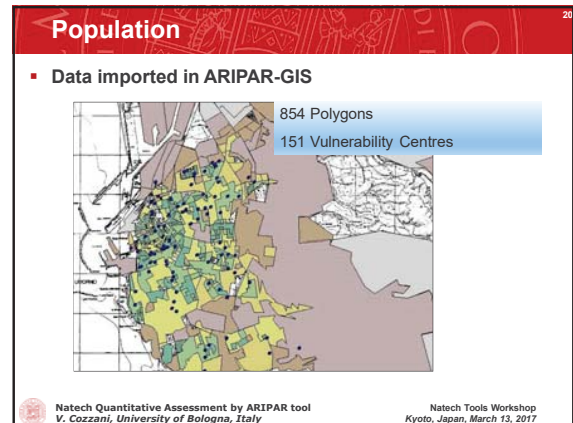 20
Population
Data imported in ARIPAR-GIS
854 Polygons
151 Vulnerability Centres
Natech Quantitative Assessment by ARIPAR tool
V. Cozzani, University of Bologna, Italy
Natech Tools Workshop
Kyoto, Japan, March 13, 2017